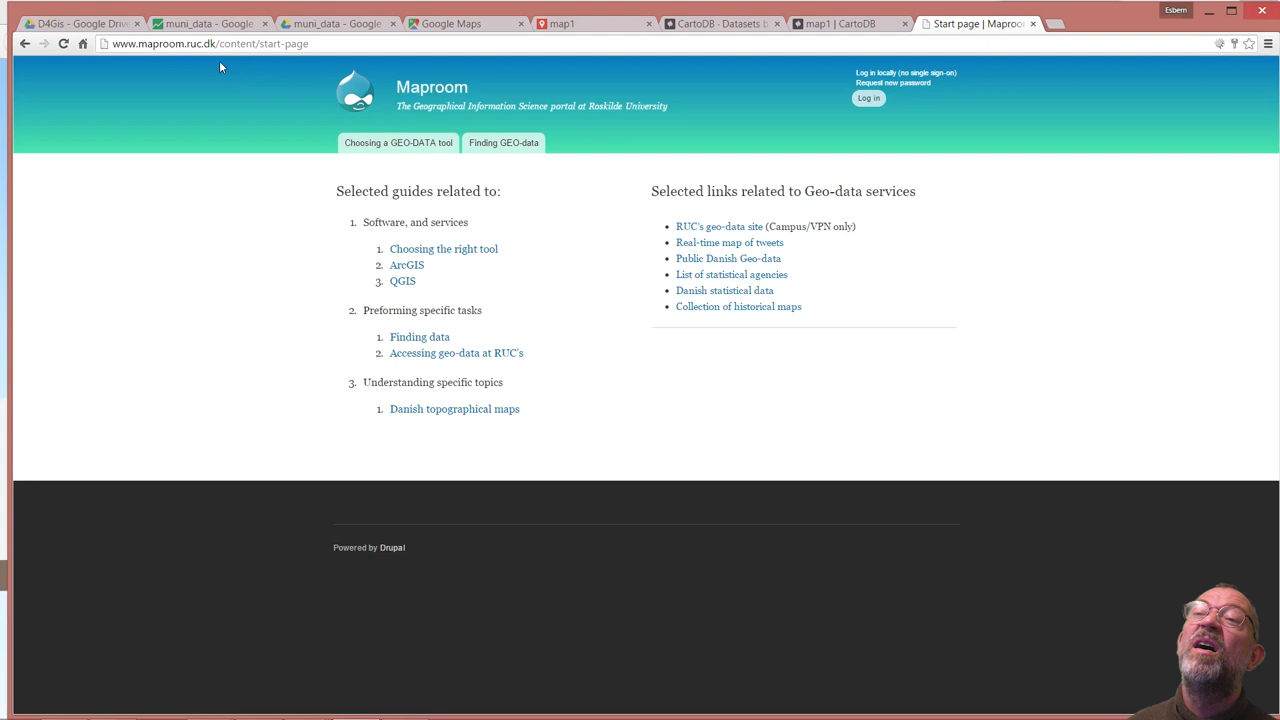 Esbern
D4Gis - Google Drive
muni_data - Google
muni_data - Google
Google Maps
map1
CartoDB · Datasets b
map1 | CartoDB
Start page | Maproom
www.maproom.ruc.dk/content/start-page
Maproom
The Geographical Information Science portal at Roskilde University
Log in locally (no single sign-on)
Request new password
Log in
Choosing a GEO-DATA tool
Finding GEO-data
Selected guides related to:
1. Software, and services
1. Choosing the right tool
2. ArcGIS
3. QGIS
2. Preforming specific tasks
1. Finding data
2. Accessing geo-data at RUC's
3. Understanding specific topics
1. Danish topographical maps
Selected links related to Geo-data services
• RUC's geo-data site (Campus/VPN only)
• Real-time map of tweets
• Public Danish Geo-data
• List of statistical agencies
• Danish statistical data
• Collection of historical maps
Powered by Drupal